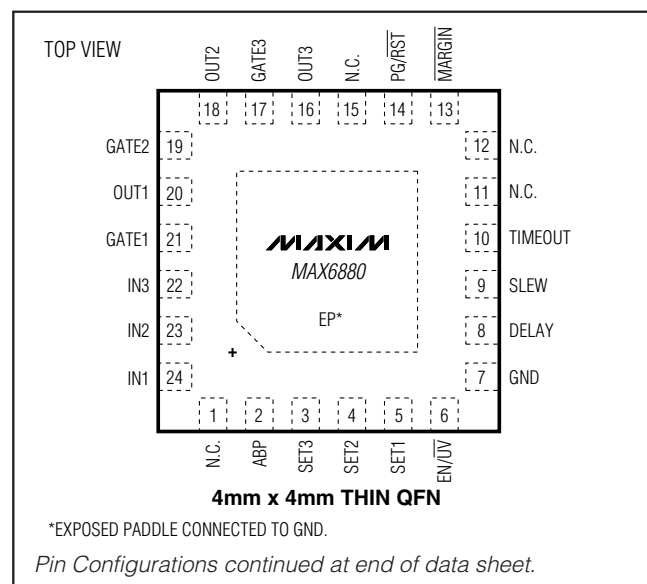 TOP VIEW
OUT2
GATE3
OUT3
N.C.
PG/RST
MARGIN
18
17
16
15
14
13
GATE2 19
OUT1 20
GATE1 21
IN3 22
IN2 23
IN1 24
12 N.C.
11 N.C.
10 TIMEOUT
9 SLEW
8 DELAY
7 GND
MAXIM
MAX6880
EP*
+
1
2
3
4
5
6
N.C.
ABP
SET3
SET2
SET1
EN/UV
4mm x 4mm THIN QFN
*EXPOSED PADDLE CONNECTED TO GND.
Pin Configurations continued at end of data sheet.